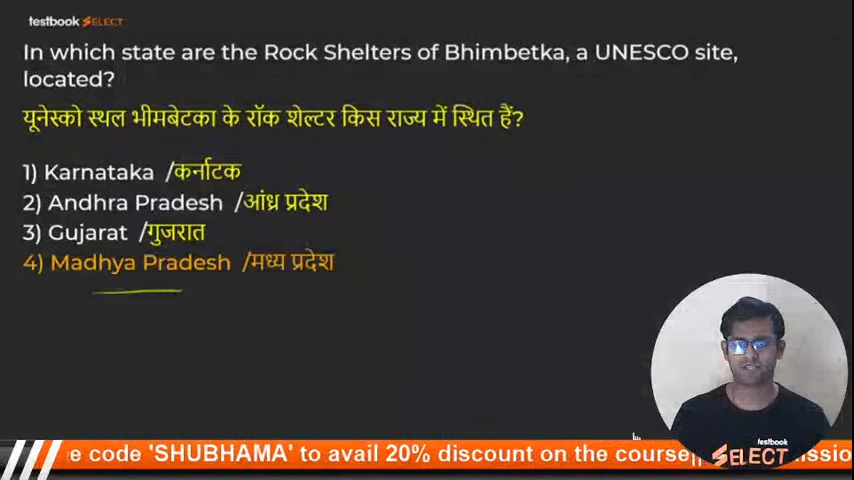 testbook SELECT
In which state are the Rock Shelters of Bhimbetka, a UNESCO site,
located?
यूनेस्को स्थल भीमबेटका के रॉक शेल्टर किस राज्य में स्थित हैं?
1) Karnataka /कर्नाटक
2) Andhra Pradesh /आंध्र प्रदेश
3) Gujarat /गुजरात
4) Madhya Pradesh /मध्य प्रदेश
testbook
SELECT
e code 'SHUBHAMA' to avail 20% discount on the course|| ssio